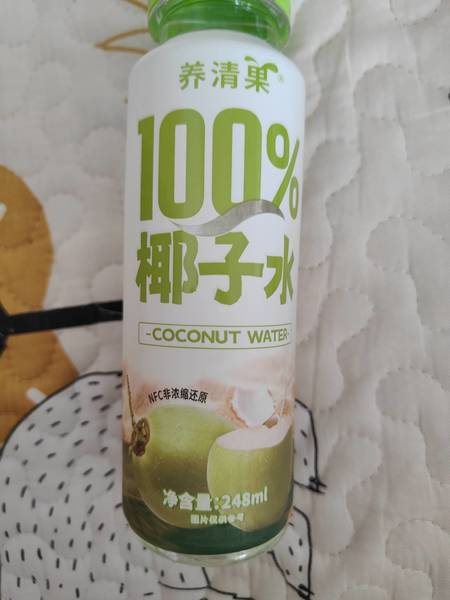 养清果®
100%
椰子水
-COCONUT WATER-
NFC非浓缩还原
净含量:248ml
图片仅供参考